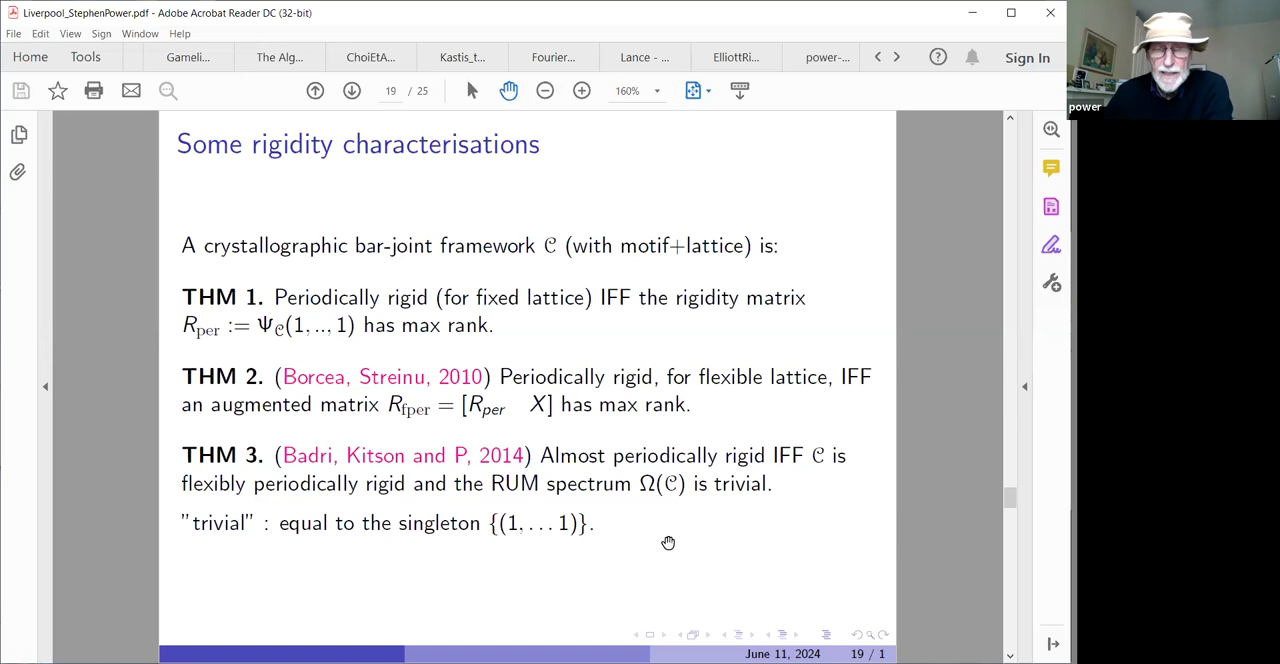 Liverpool_StephenPower.pdf - Adobe Acrobat Reader DC (32-bit)
File Edit View Sign Window Help
Home Tools Gameli... The Alg... ChoiEtA... Kastis_t... Fourier... Lance - ... ElliottRi... power-... Sign In
19 / 25 160%
power
Some rigidity characterisations
A crystallographic bar-joint framework 𝒞 (with motif+lattice) is:
THM 1. Periodically rigid (for fixed lattice) IFF the rigidity matrix
R_per := Ψ_𝒞(1, .., 1) has max rank.
THM 2. (Borcea, Streinu, 2010) Periodically rigid, for flexible lattice, IFF
an augmented matrix R_fper = [R_per X] has max rank.
THM 3. (Badri, Kitson and P, 2014) Almost periodically rigid IFF 𝒞 is
flexibly periodically rigid and the RUM spectrum Ω(𝒞) is trivial.
"trivial" : equal to the singleton {(1, . . . 1)}.
June 11, 2024 19 / 1